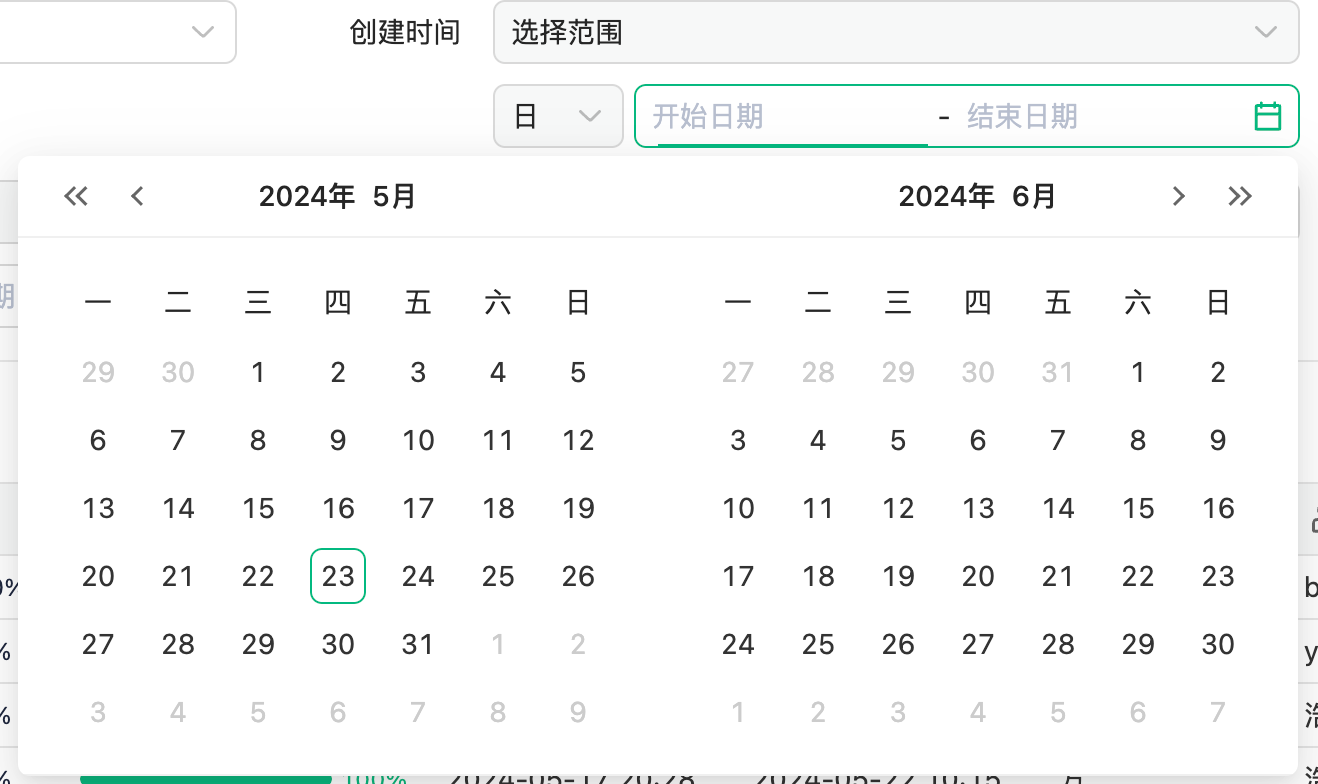 创建时间 选择范围
日 开始日期 - 结束日期
2024年 5月 2024年 6月
期
一 二 三 四 五 六 日 一 二 三 四 五 六 日
29 30 1 2 3 4 5 27 28 29 30 31 1 2
6 7 8 9 10 11 12 3 4 5 6 7 8 9
13 14 15 16 17 18 19 10 11 12 13 14 15 16
20 21 22 23 24 25 26 17 18 19 20 21 22 23
% b
27 28 29 30 31 1 2 24 25 26 27 28 29 30
% y
3 4 5 6 7 8 9 1 2 3 4 5 6 7
% 
% 100% 2024-05-17 20:28 2024-05-22 10:15